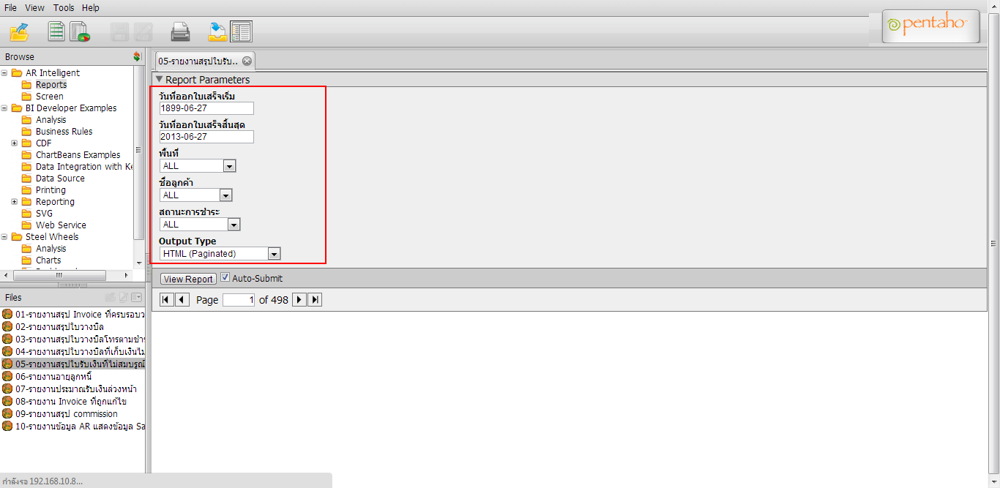 File View Tools Help
pentaho
Browse
AR Intelligent
Reports
Screen
BI Developer Examples
Analysis
Business Rules
CDF
ChartBeans Examples
Data Integration with Ke
Data Source
Printing
Reporting
SVG
Web Service
Steel Wheels
Analysis
Charts
Files
01-รายงานสรุป Invoice ที่ครบรอบว
02-รายงานสรุปใบวางบิล
03-รายงานสรุปใบวางบิลโทรตามชำร
04-รายงานสรุปใบวางบิลที่เก็บเงินไม
05-รายงานสรุปใบรับเงินที่ไม่สมบรูณ์
06-รายงานอายุลูกหนี้
07-รายงานประมาณรับเงินล่วงหน้า
08-รายงาน Invoice ที่ถูกแก้ไข
09-รายงานสรุป commission
10-รายงานข้อมูล AR แสดงข้อมูล Sa
05-รายงานสรุปใบรับ..
Report Parameters
วันที่ออกใบเสร็จเริ่ม
1899-06-27
วันที่ออกใบเสร็จสิ้นสุด
2013-06-27
พื้นที่
ALL
ชื่อลูกค้า
ALL
สถานะการชำระ
ALL
Output Type
HTML (Paginated)
View Report Auto-Submit
Page 1 of 498
กำลังรอ 192.168.10.8...